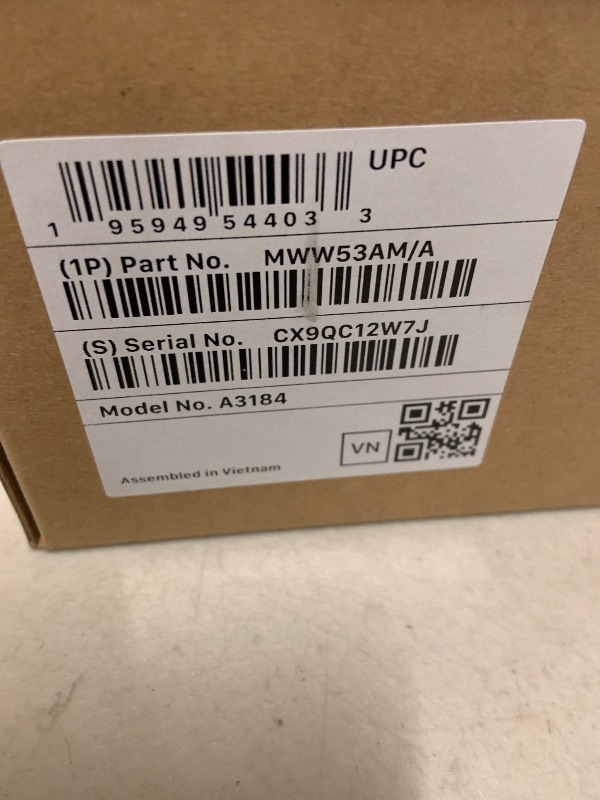 UPC
1 95949 54403 3
(1P) Part No. MWW53AM/A
(S) Serial No. CX9QC12W7J
Model No. A3184
VN
Assembled in Vietnam